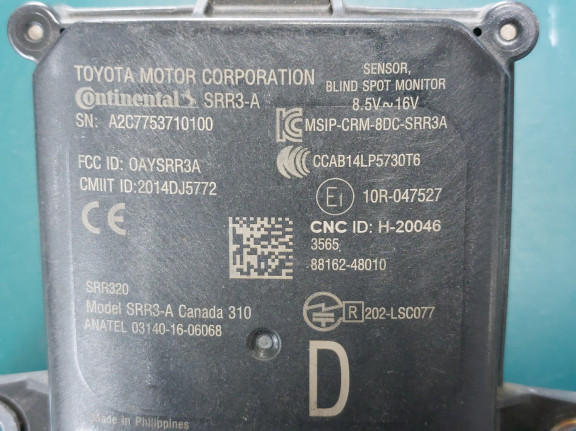 TOYOTA MOTOR CORPORATION
Continental SRR3-A
SN: A2C7753710100
FCC ID: OAYSRR3A
CMIIT ID:2014DJ5772
CE
SRR320
Model SRR3-A Canada 310
ANATEL 03140-16-06068
Made in Philippines
SENSOR,
BLIND SPOT MONITOR
8.5V~16V
MSIP-CRM-8DC-SRR3A
CCAB14LP5730T6
E1 10R-047527
CNC ID: H-20046
3565
88162-48010
R 202-LSC077
D